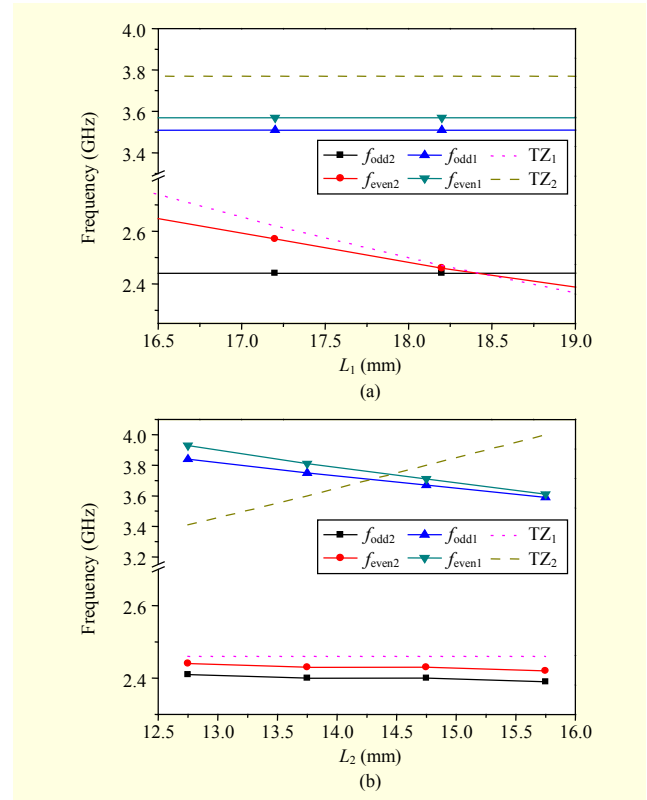 4.0
3.8
3.6
3.4
2.6
2.4
Frequency (GHz)
fodd2 fodd1 TZ1
feven2 feven1 TZ2
16.5 17.0 17.5 18.0 18.5 19.0
L1 (mm)
(a)
4.0
3.8
3.6
3.4
3.2
2.6
2.4
Frequency (GHz)
fodd2 fodd1 TZ1
feven2 feven1 TZ2
12.5 13.0 13.5 14.0 14.5 15.0 15.5 16.0
L2 (mm)
(b)